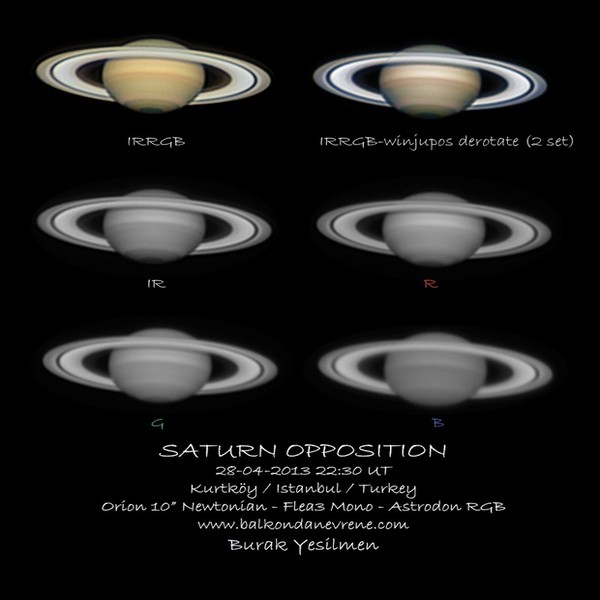 IRRGB
IRRGB-winjupos derotate (2 set)
IR
R
G
B
SATURN OPPOSITION
28-04-2013 22:30 UT
Kurtköy / Istanbul / Turkey
Orion 10" Newtonian - Flea3 Mono - Astrodon RGB
www.balkondanevrene.com
Burak Yesilmen